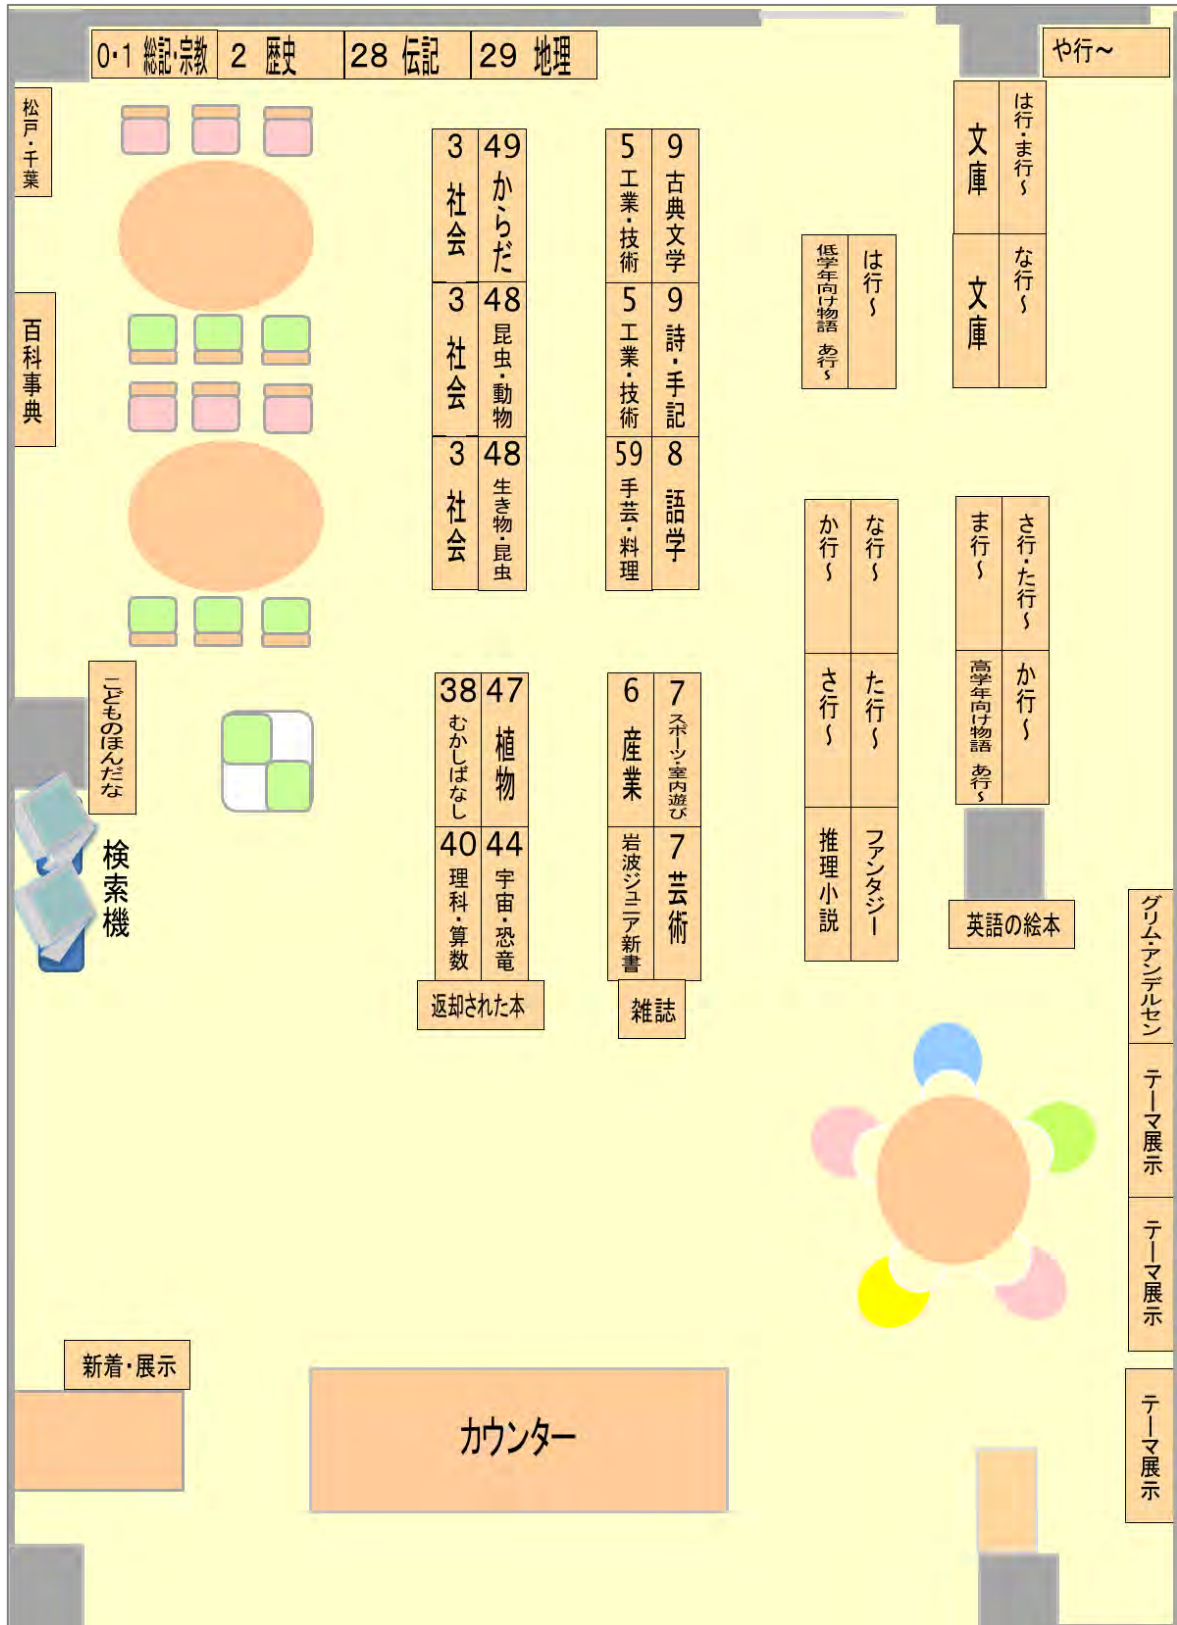 0・1 総記・宗教
2 歴史
28 伝記
29 地理
や行～
松戸・千葉
百科事典
3 社会
49 からだ
3 社会
48 昆虫・動物
3 社会
48 生き物・昆虫
5 工業・技術
9 古典文学
5 工業・技術
9 詩・手記
59 手芸・料理
8 語学
低学年向け物語 あ行～
は行～
文庫
は行・ま行～
文庫
な行～
か行～
な行～
さ行～
た行～
推理小説
ファンタジー
ま行～
さ行・た行～
高学年向け物語 あ行～
か行～
英語の絵本
こどものほんだな
検索機
38 むかしばなし
47 植物
40 理科・算数
44 宇宙・恐竜
返却された本
6 産業
7 スポーツ・室内遊び
岩波ジュニア新書
7 芸術
雑誌
グリム・アンデルセン
テーマ展示
テーマ展示
テーマ展示
新着・展示
カウンター